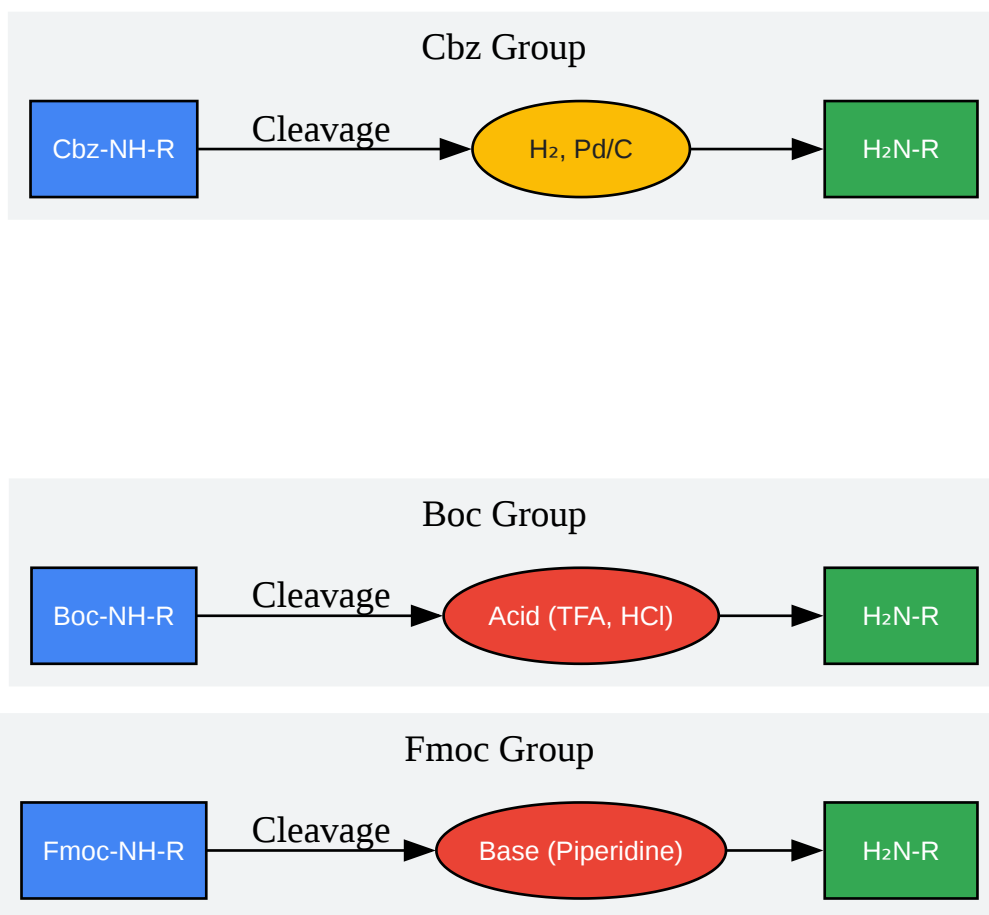 Cbz Group
Cbz-NH-R
Cleavage
H₂, Pd/C
H₂N-R
Boc Group
Boc-NH-R
Cleavage
Acid (TFA, HCl)
H₂N-R
Fmoc Group
Fmoc-NH-R
Cleavage
Base (Piperidine)
H₂N-R